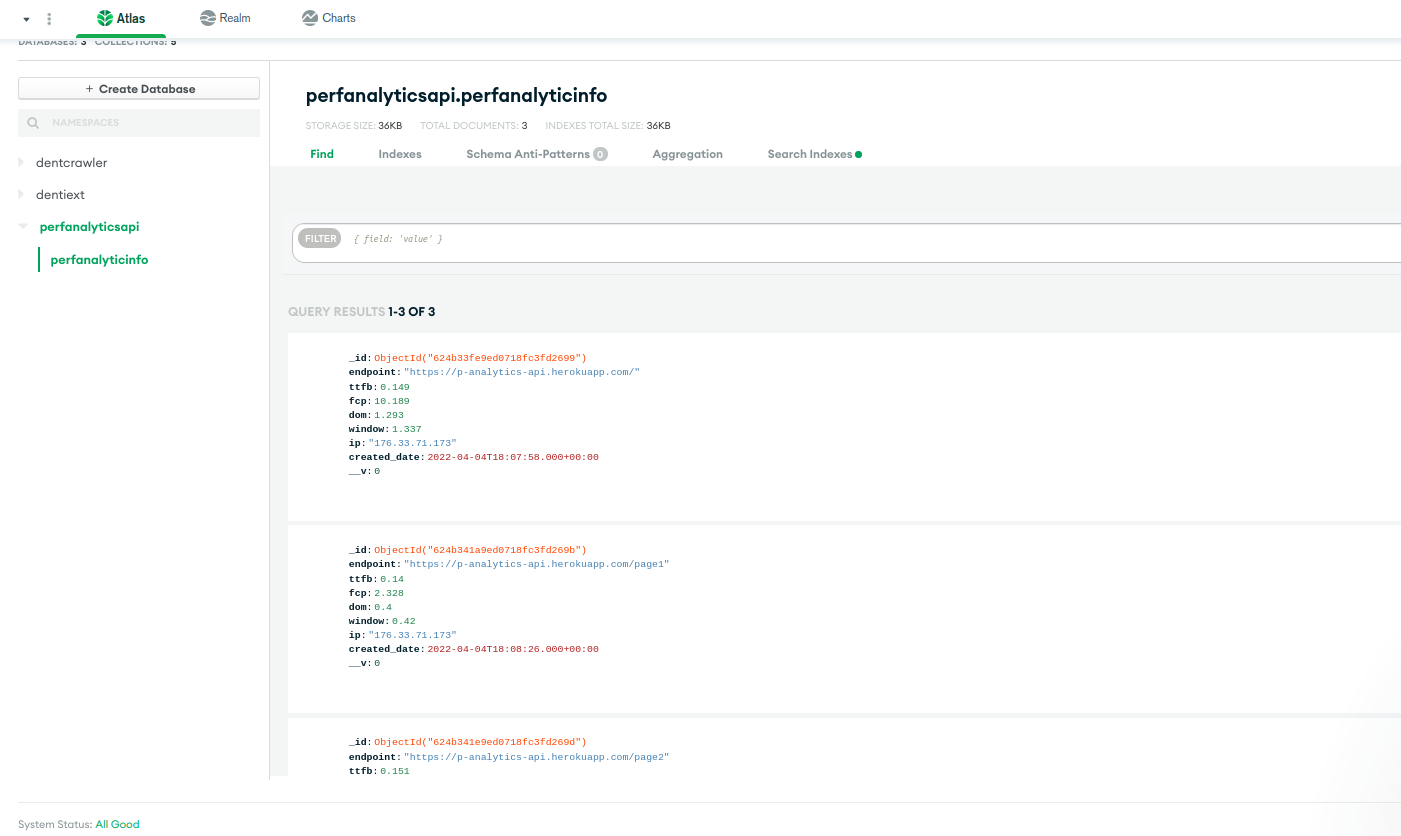 Atlas Realm Charts
DATABASES: 3 COLLECTIONS: 5
+ Create Database
NAMESPACES
dentcrawler
dentiext
perfanalyticsapi
perfanalyticinfo
perfanalyticsapi.perfanalyticinfo
STORAGE SIZE: 36KB TOTAL DOCUMENTS: 3 INDEXES TOTAL SIZE: 36KB
Find Indexes Schema Anti-Patterns 0 Aggregation Search Indexes
FILTER { field: 'value' }
QUERY RESULTS 1-3 OF 3
_id: ObjectId("624b33fe9ed0718fc3fd2699")
endpoint: "https://p-analytics-api.herokuapp.com/"
ttfb: 0.149
fcp: 10.189
dom: 1.293
window: 1.337
ip: "176.33.71.173"
created_date: 2022-04-04T18:07:58.000+00:00
__v: 0
_id: ObjectId("624b341a9ed0718fc3fd269b")
endpoint: "https://p-analytics-api.herokuapp.com/page1"
ttfb: 0.14
fcp: 2.328
dom: 0.4
window: 0.42
ip: "176.33.71.173"
created_date: 2022-04-04T18:08:26.000+00:00
__v: 0
_id: ObjectId("624b341e9ed0718fc3fd269d")
endpoint: "https://p-analytics-api.herokuapp.com/page2"
ttfb: 0.151
System Status: All Good